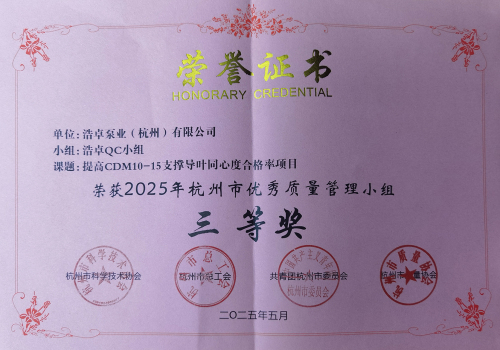 荣誉证书
HONORARY CREDENTIAL
单位: 浩卓泵业（杭州）有限公司
小组: 浩卓QC小组
课题: 提高CDM10-15支撑导叶同心度合格率项目
荣获2025年杭州市优秀质量管理小组
三等奖
杭州市科学技术协会 杭州市总工会 共青团杭州市委员会 杭州市质量协会
二〇二五年五月